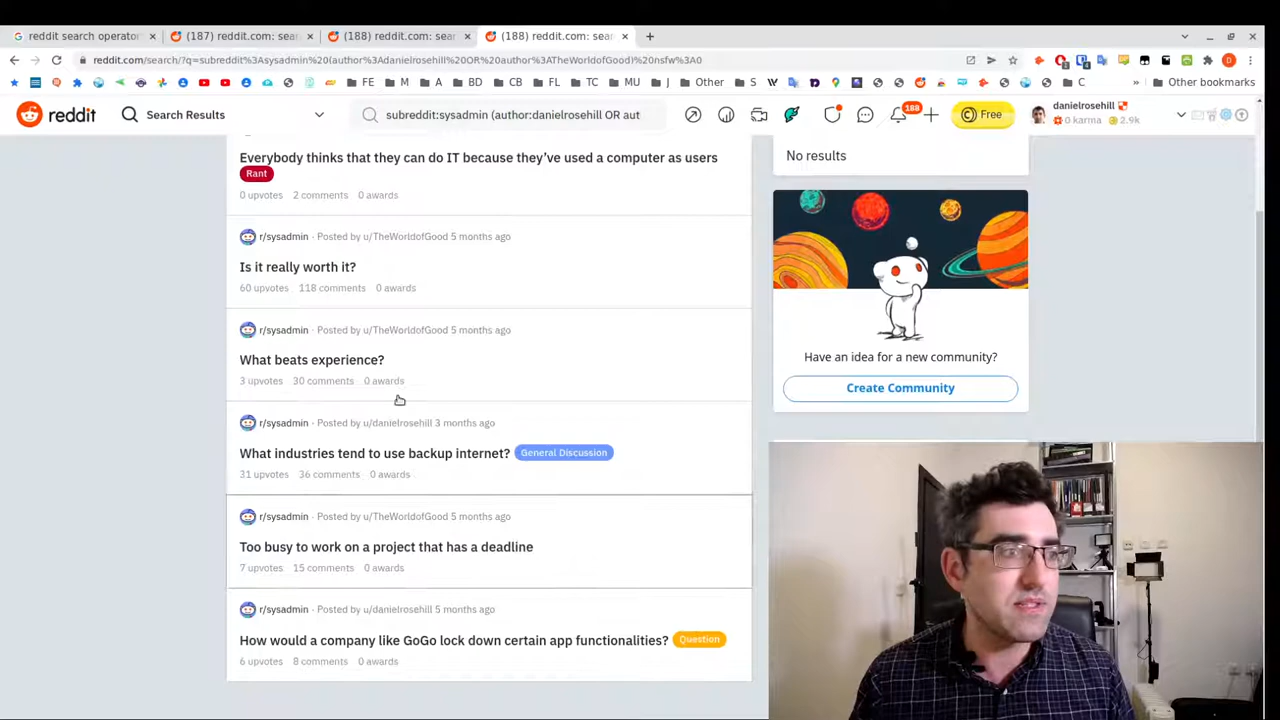 reddit search operator
(187) reddit.com: sea
(188) reddit.com: sea
(188) reddit.com: sea
reddit.com/search/?q=subreddit%3Asysadmin%20(author%3Adanielrosehill%20OR%20author%3ATheWorldofGood)%20nsfw%3A0
FE
M
BD
CB
FL
TC
MU
J
Other
S
W
C
Other bookmarks
reddit
Search Results
subreddit:sysadmin (author:danielrosehill OR aut
188
Free
danielrosehill
0 karma
2.9k
Everybody thinks that they can do IT because they've used a computer as users
Rant
0 upvotes 2 comments 0 awards
r/sysadmin · Posted by u/TheWorldofGood 5 months ago
Is it really worth it?
60 upvotes 118 comments 0 awards
r/sysadmin · Posted by u/TheWorldofGood 5 months ago
What beats experience?
3 upvotes 30 comments 0 awards
r/sysadmin · Posted by u/danielrosehill 3 months ago
What industries tend to use backup internet? General Discussion
31 upvotes 36 comments 0 awards
r/sysadmin · Posted by u/TheWorldofGood 5 months ago
Too busy to work on a project that has a deadline
7 upvotes 15 comments 0 awards
r/sysadmin · Posted by u/danielrosehill 5 months ago
How would a company like GoGo lock down certain app functionalities? Question
6 upvotes 8 comments 0 awards
No results
Have an idea for a new community?
Create Community